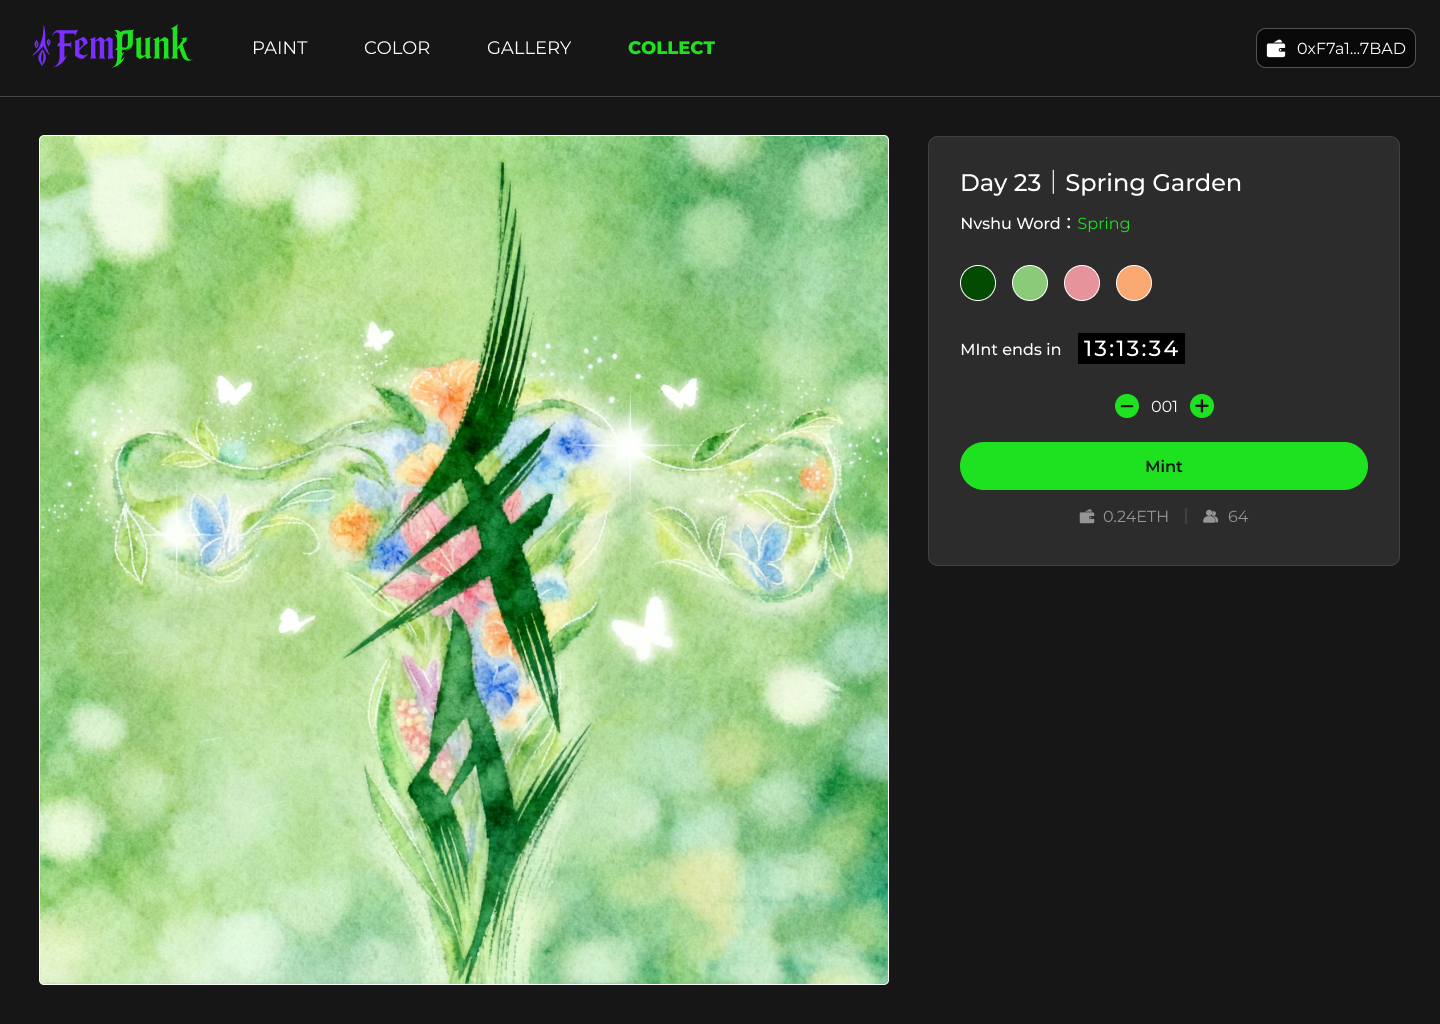 FemPunk
PAINT
COLOR
GALLERY
COLLECT
0xF7a1...7BAD
Day 23｜Spring Garden
Nvshu Word：Spring
MInt ends in 13:13:34
001
Mint
0.24ETH | 64